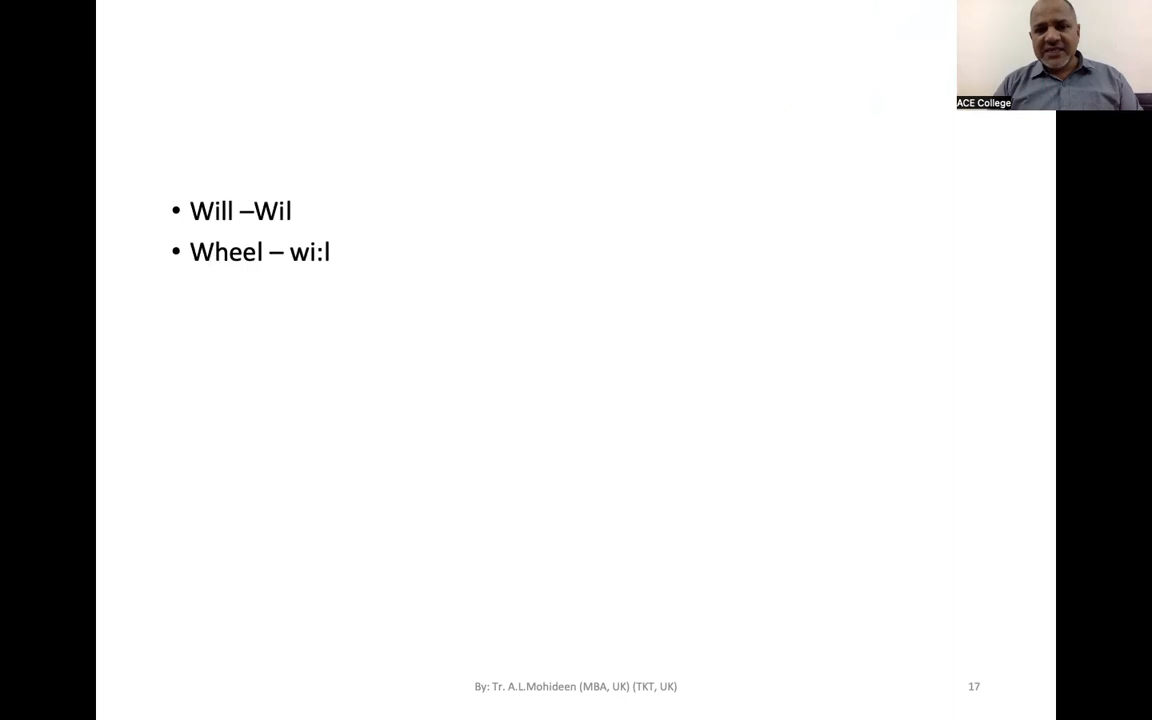 ACE College
• Will –Wil
• Wheel – wi:l
By: Tr. A.L.Mohideen (MBA, UK) (TKT, UK)
17